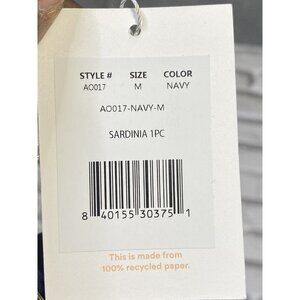 STYLE # SIZE COLOR
AO017 M NAVY
AO017-NAVY-M
SARDINIA 1PC
8 40155 30375 1
This is made from
100% recycled paper.